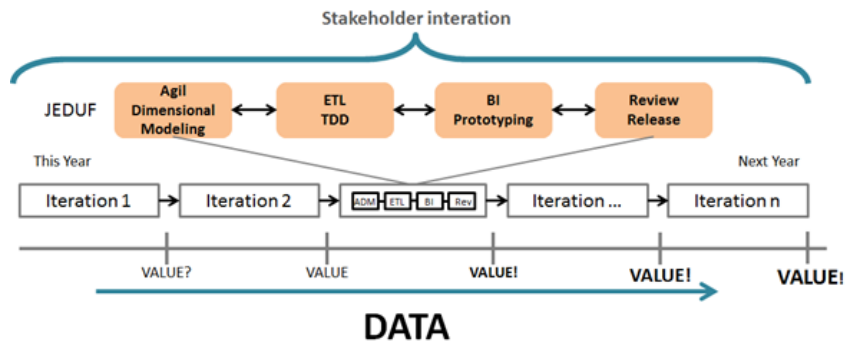 Stakeholder interation
JEDUF
Agil
Dimensional
Modeling
ETL
TDD
BI
Prototyping
Review
Release
This Year
Next Year
Iteration 1
Iteration 2
ADM
ETL
BI
Rev
Iteration ...
Iteration n
VALUE?
VALUE
VALUE!
VALUE!
VALUE!
DATA